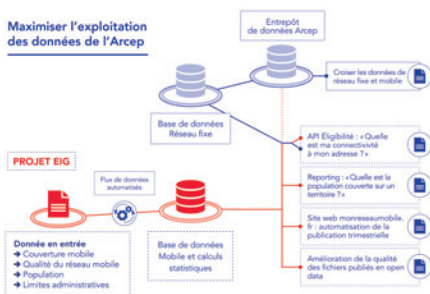 Maximiser l'exploitation
des données de l'Arcep
Entrepôt
de données Arcep
Croiser les données de
réseau fixe et mobile
Base de données
Réseau fixe
API Éligibilité : « Quelle
est ma connectivité
à mon adresse ? »
PROJET EIG
Flux de données
automatisés
Reporting : « Quelle est la
population couverte sur un
territoire ? »
Site web monreseaumobile.
fr : automatisation de la
publication trimestrielle
Donnée en entrée
→ Couverture mobile
→ Qualité du réseau mobile
→ Population
→ Limites administratives
Base de données
Mobile et calculs
statistiques
Amélioration de la qualité
des fichiers publiés en open
data